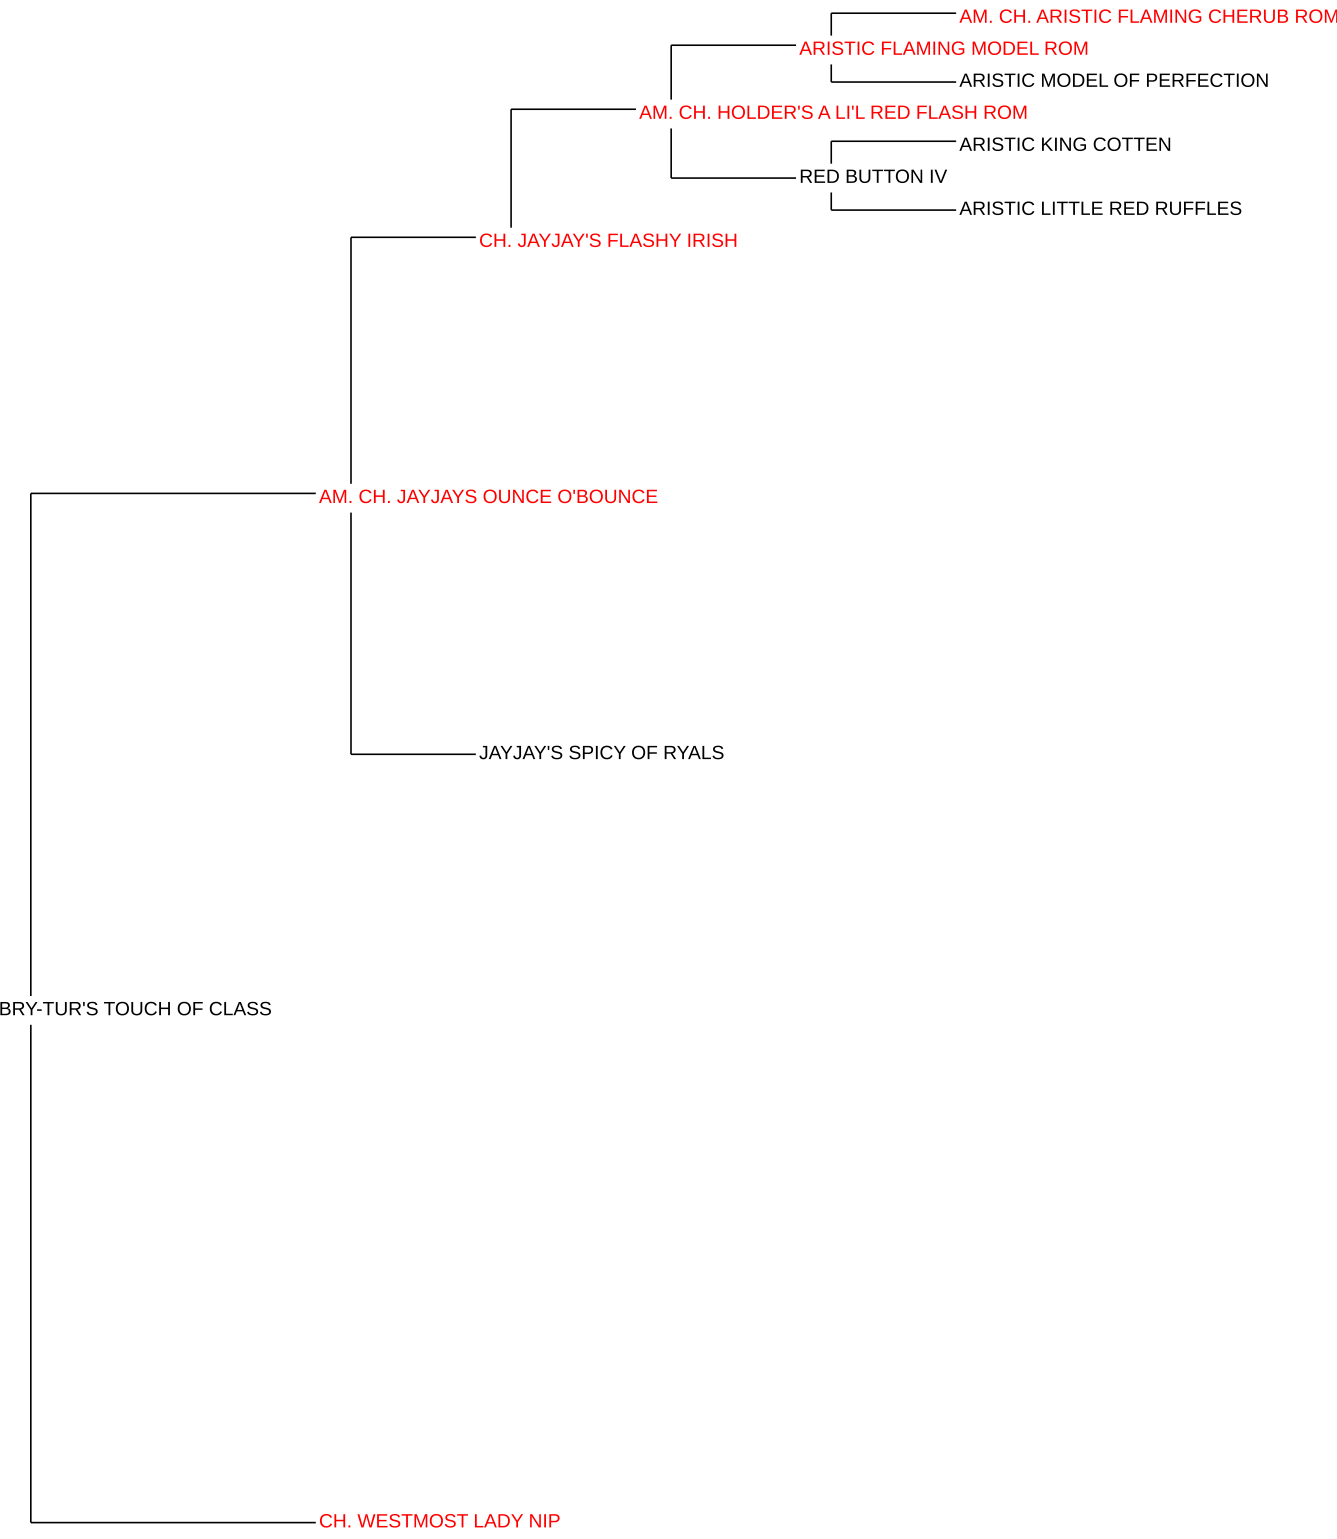 AM. CH. ARISTIC FLAMING CHERUB ROM
ARISTIC FLAMING MODEL ROM
ARISTIC MODEL OF PERFECTION
AM. CH. HOLDER'S A LI'L RED FLASH ROM
ARISTIC KING COTTEN
RED BUTTON IV
ARISTIC LITTLE RED RUFFLES
CH. JAYJAY'S FLASHY IRISH
AM. CH. JAYJAYS OUNCE O'BOUNCE
JAYJAY'S SPICY OF RYALS
BRY-TUR'S TOUCH OF CLASS
CH. WESTMOST LADY NIP